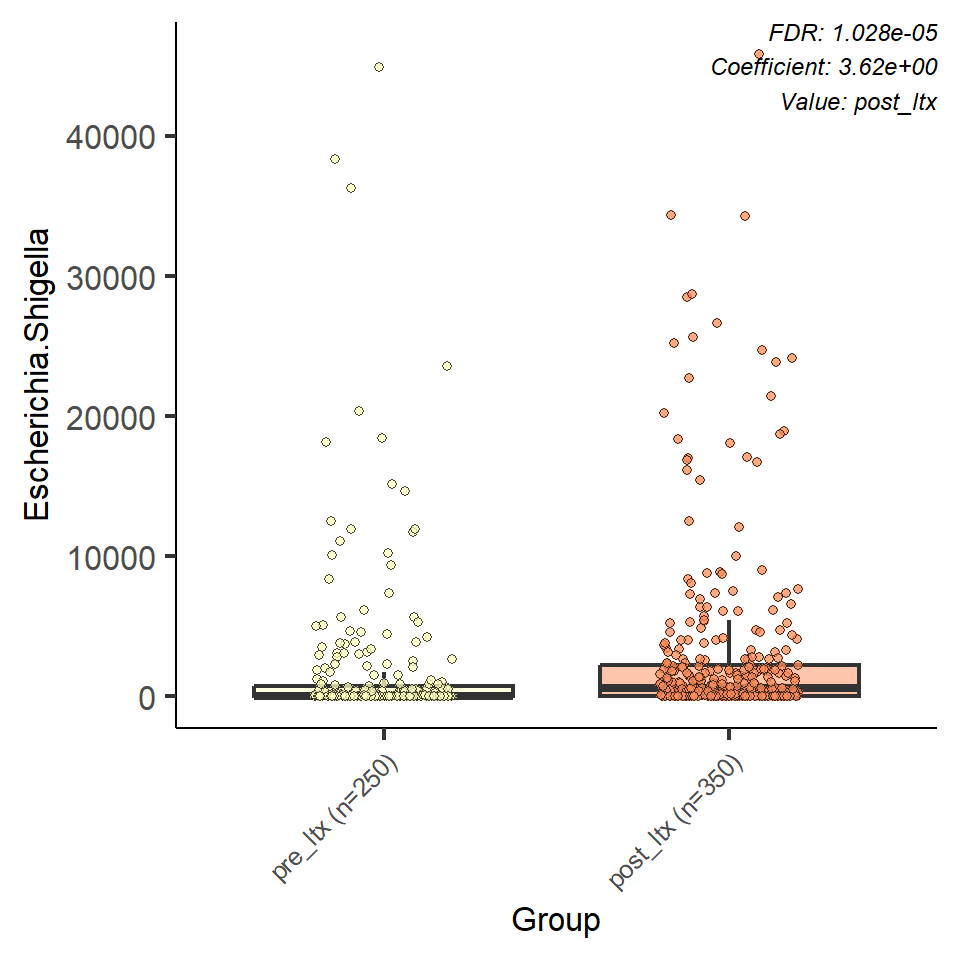 FDR: 1.028e-05
Coefficient: 3.62e+00
Value: post_ltx
Escherichia.Shigella
40000
30000
20000
10000
0
pre_ltx (n=250)
post_ltx (n=350)
Group